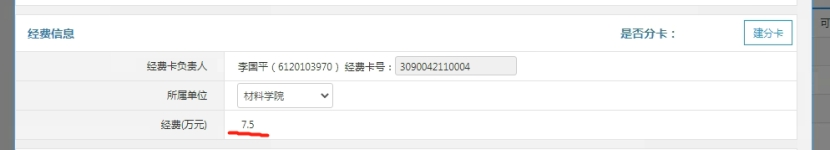 经费信息 是否分卡： 建分卡
经费卡负责人 李国平（6120103970）经费卡号：3090042110004
所属单位 材料学院
经费(万元) 7.5
可